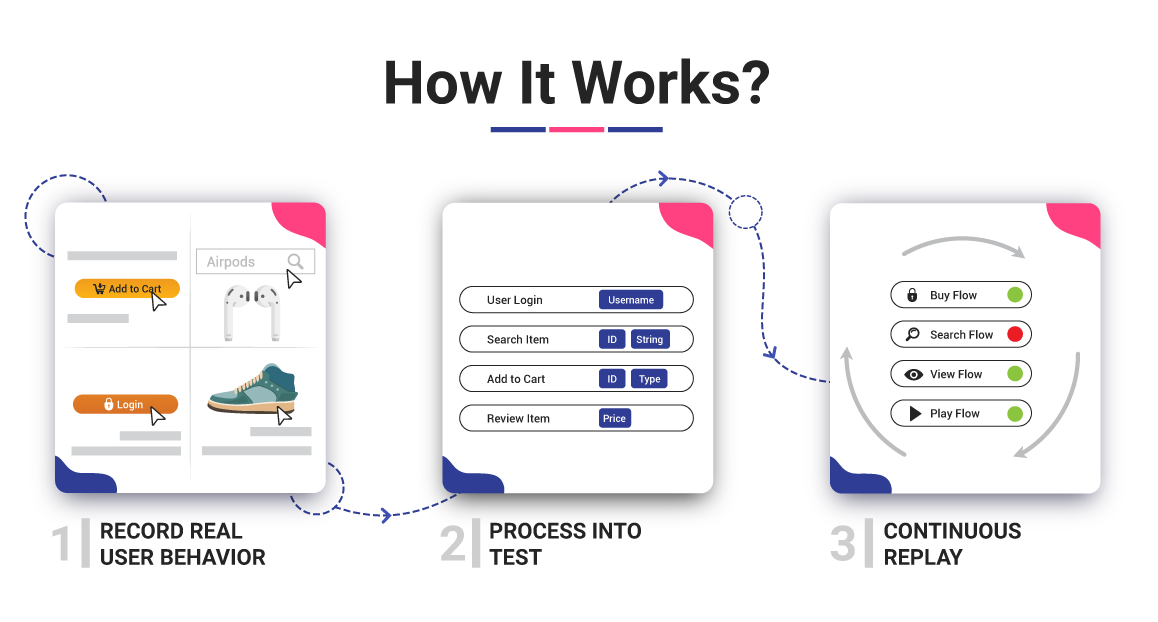 How It Works?
Add to Cart
Airpods
Login
1 RECORD REAL
USER BEHAVIOR
User Login Username
Search Item ID String
Add to Cart ID Type
Review Item Price
2 PROCESS INTO
TEST
Buy Flow
Search Flow
View Flow
Play Flow
3 CONTINUOUS
REPLAY